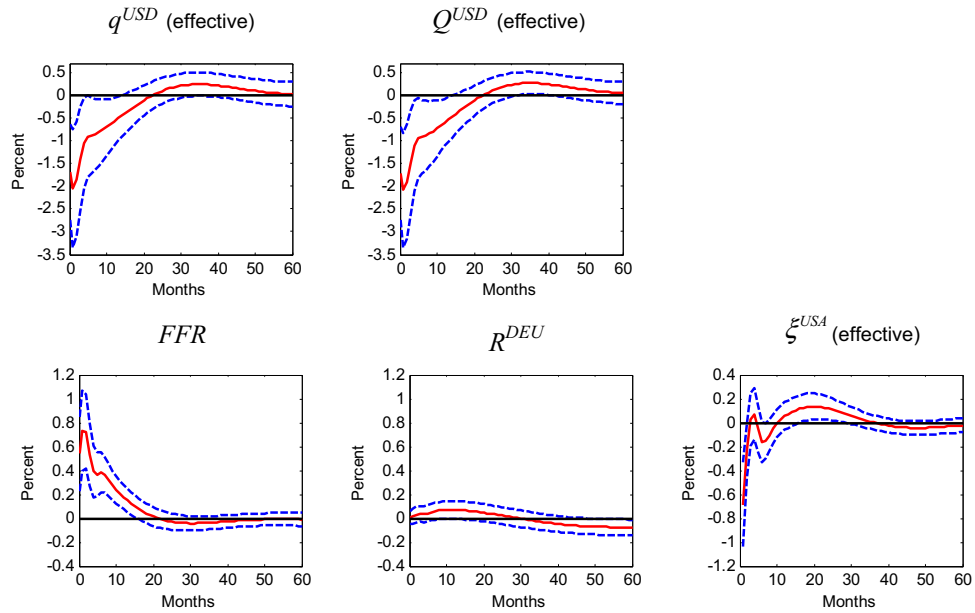 q^{USD} (effective)
Q^{USD} (effective)
0.5
0
-0.5
-1
-1.5
-2
-2.5
-3
-3.5
Percent
0 10 20 30 40 50 60
Months
0.5
0
-0.5
-1
-1.5
-2
-2.5
-3
-3.5
Percent
0 10 20 30 40 50 60
Months
FFR
R^{DEU}
ξ^{USA} (effective)
1.2
1
0.8
0.6
0.4
0.2
0
-0.2
-0.4
Percent
0 10 20 30 40 50 60
Months
1.2
1
0.8
0.6
0.4
0.2
0
-0.2
-0.4
Percent
0 10 20 30 40 50 60
Months
0.4
0.2
0
-0.2
-0.4
-0.6
-0.8
-1
-1.2
Percent
0 10 20 30 40 50 60
Months